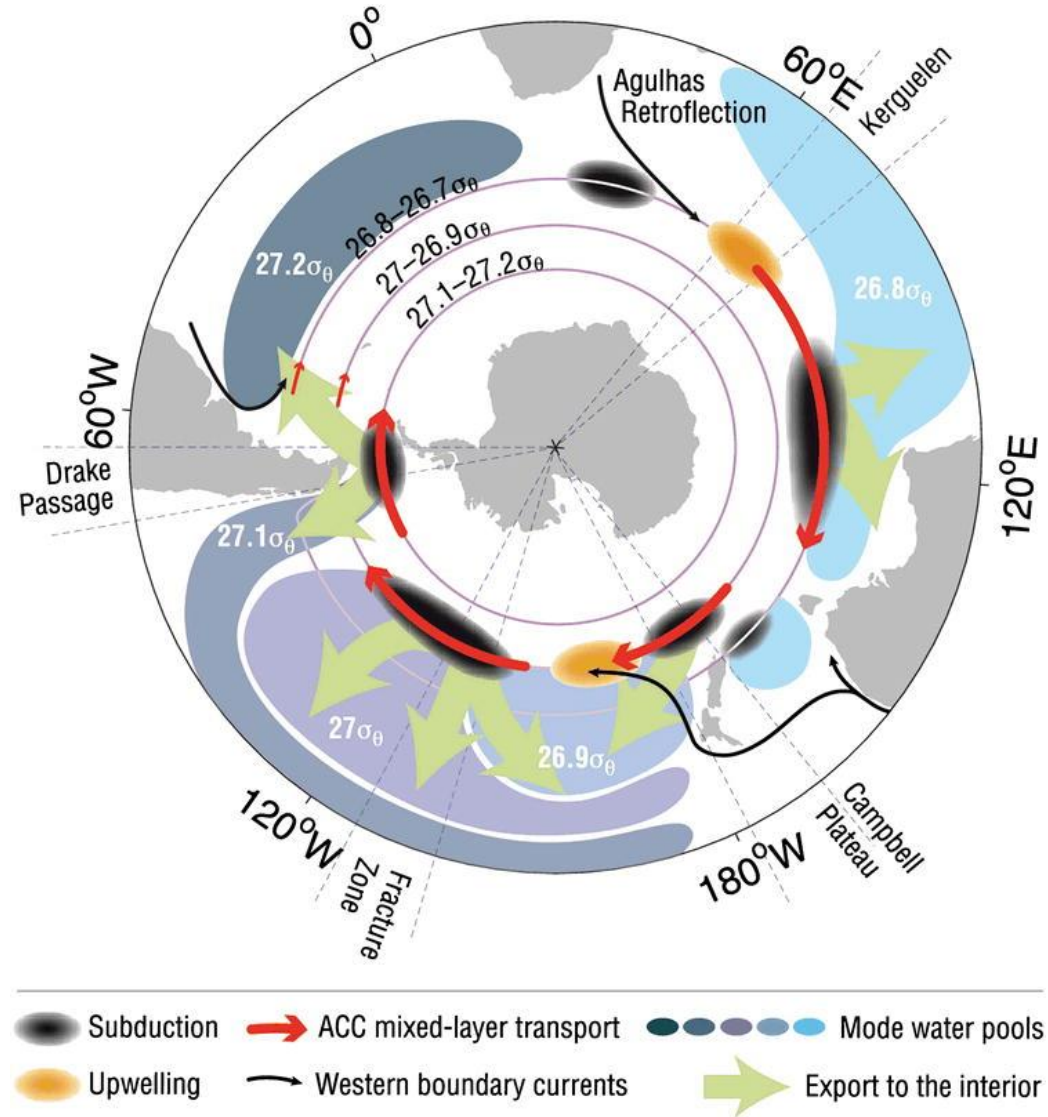 0°
60°E
Kerguelen
Agulhas
Retroflection
26.8–26.7σθ
27–26.9σθ
27.1–27.2σθ
27.2σθ
26.8σθ
60°W
Drake
Passage
120°E
27.1σθ
27σθ
26.9σθ
120°W
Fracture
Zone
180°W
Campbell
Plateau
Subduction
ACC mixed-layer transport
Mode water pools
Upwelling
Western boundary currents
Export to the interior